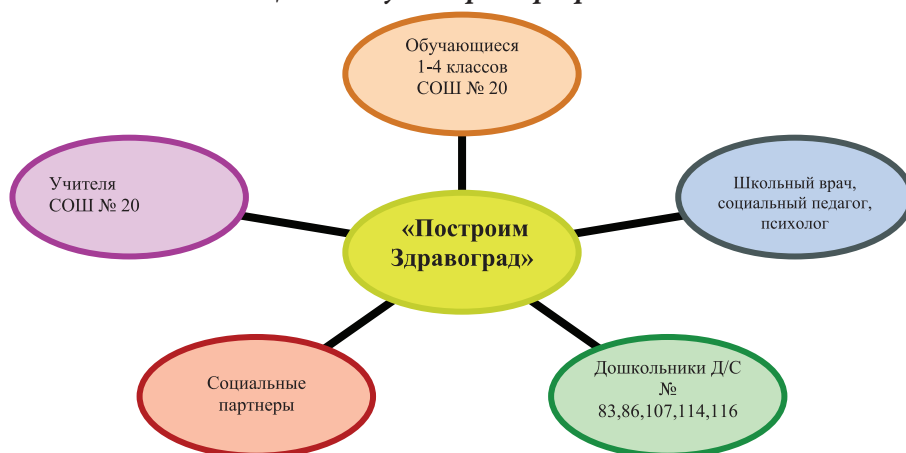 Обучающиеся
1-4 классов
СОШ № 20
Учителя
СОШ № 20
Школьный врач,
социальный педагог,
психолог
«Построим
Здравоград»
Социальные
партнеры
Дошкольники Д/С
№
83,86,107,114,116